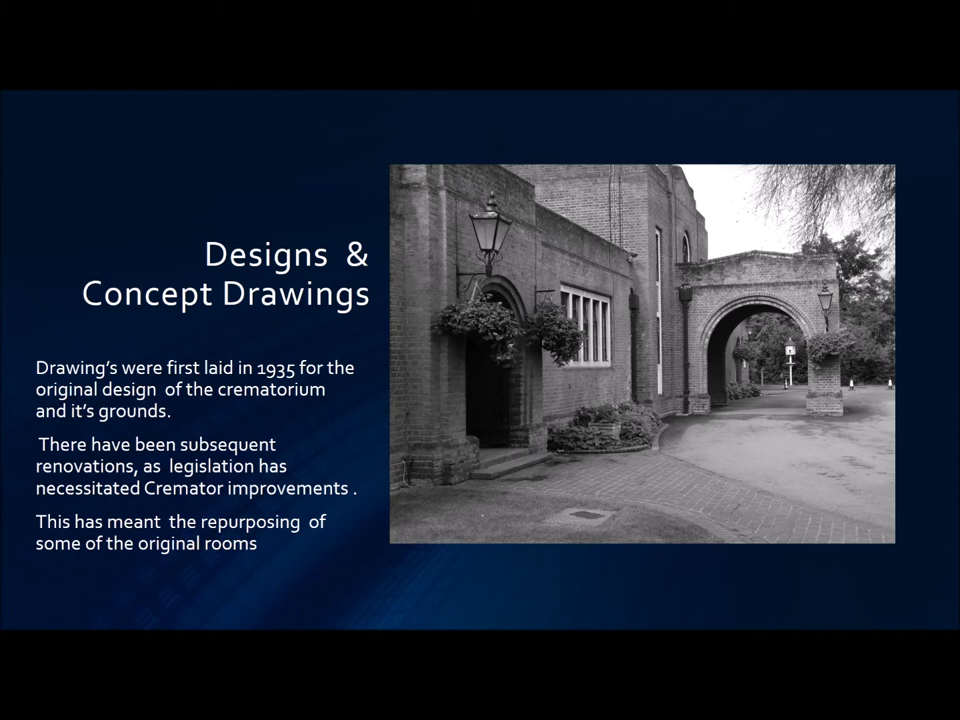 Designs &
Concept Drawings
Drawing's were first laid in 1935 for the
original design of the crematorium
and it's grounds.
There have been subsequent
renovations, as legislation has
necessitated Cremator improvements .
This has meant the repurposing of
some of the original rooms